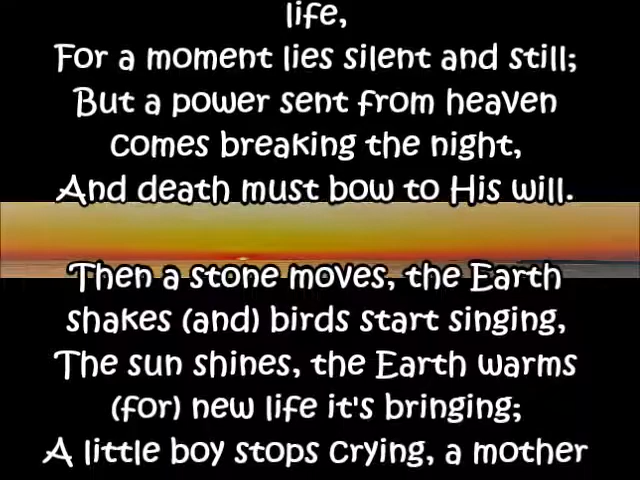 life,
For a moment lies silent and still;
But a power sent from heaven
comes breaking the night,
And death must bow to His will.
Then a stone moves, the Earth
shakes (and) birds start singing,
The sun shines, the Earth warms
(for) new life it's bringing;
A little boy stops crying, a mother